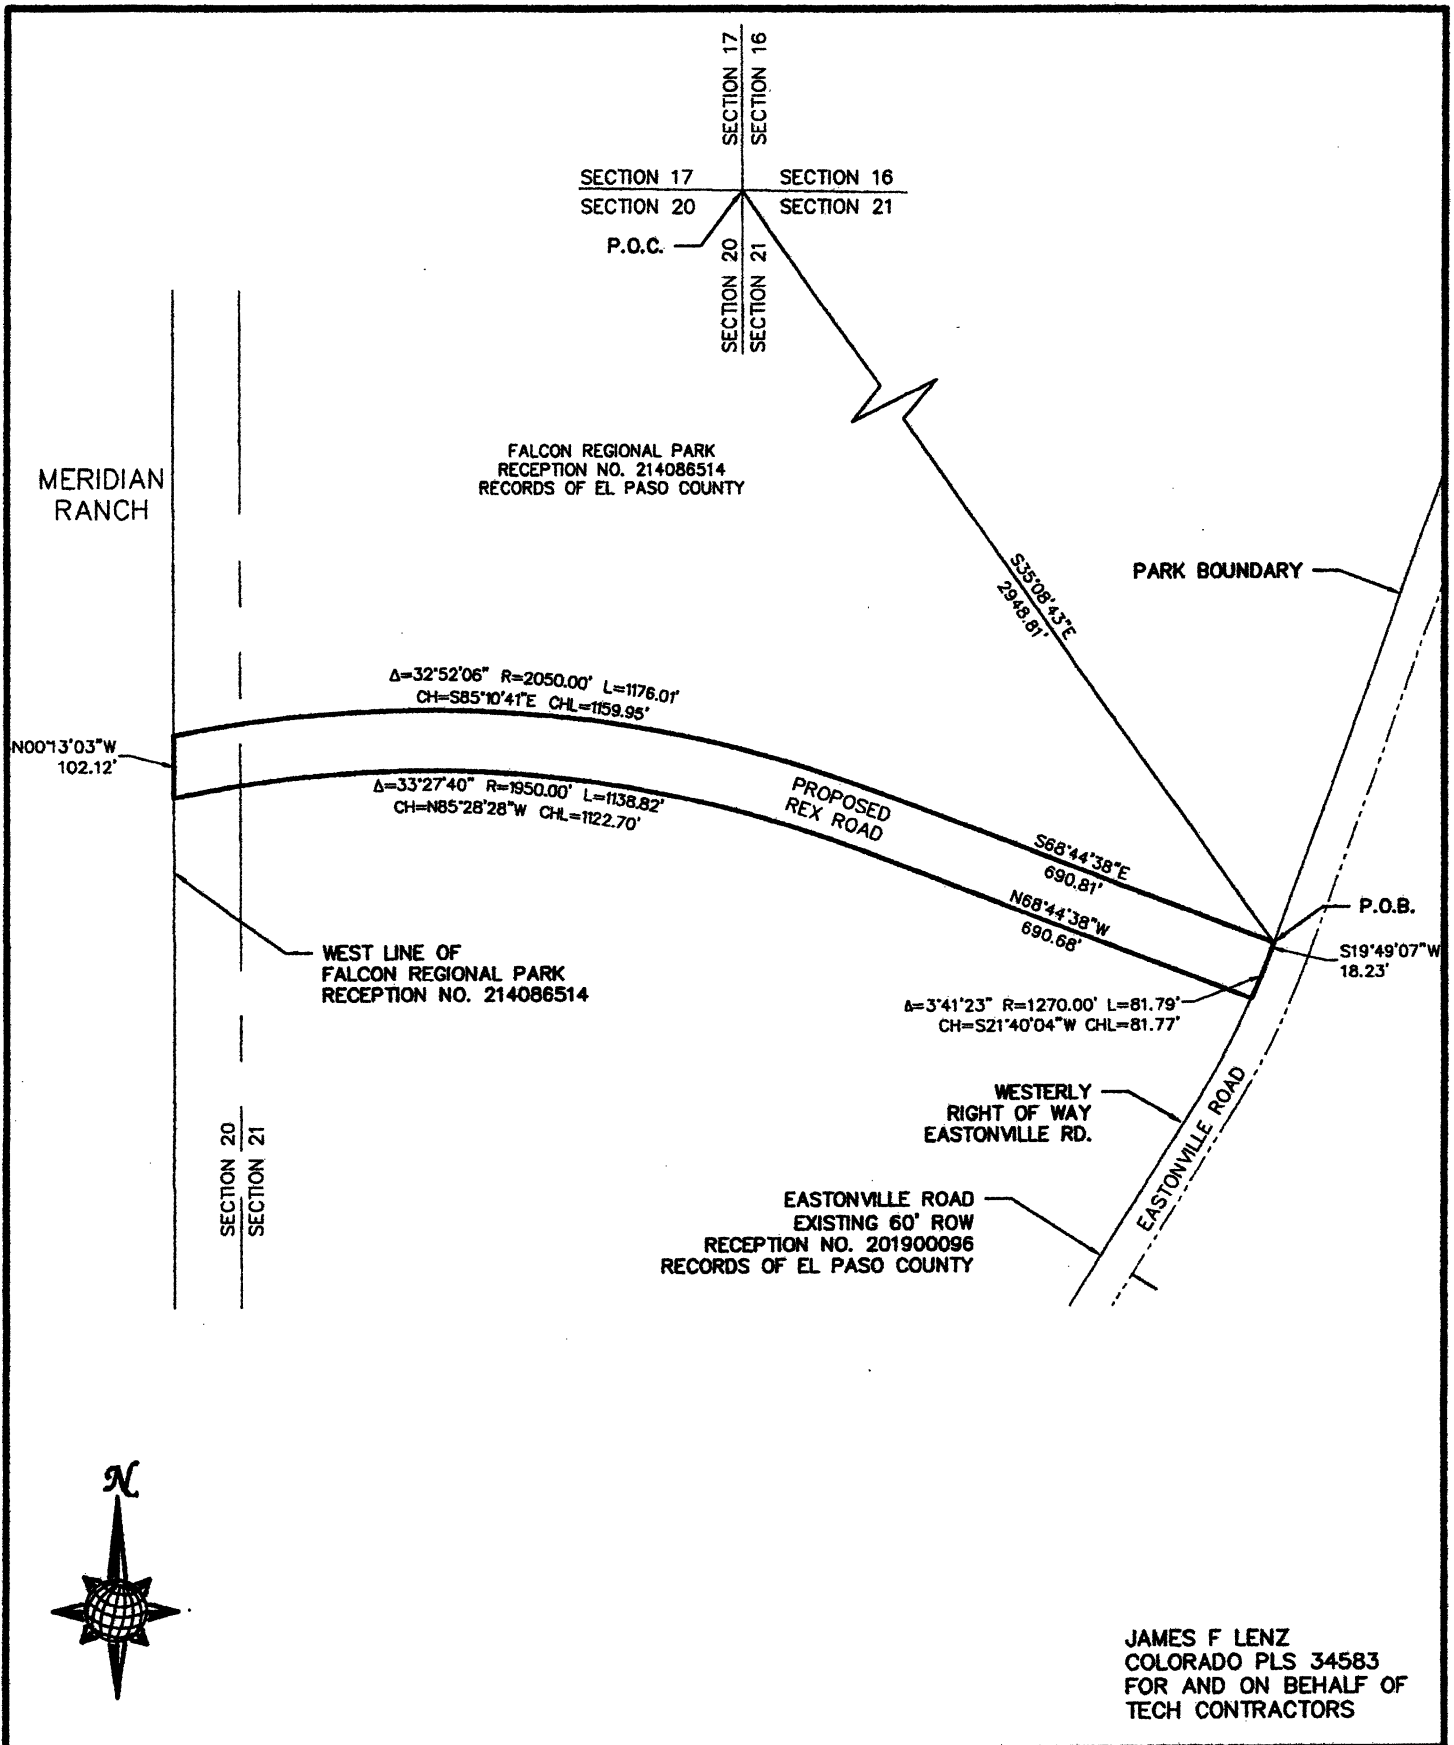 SECTION 17
SECTION 16
SECTION 17
SECTION 16
SECTION 20
SECTION 21
P.O.C.
SECTION 20
SECTION 21
FALCON REGIONAL PARK
RECEPTION NO. 214086514
RECORDS OF EL PASO COUNTY
MERIDIAN
RANCH
S35°08'43"E
2948.81'
PARK BOUNDARY
Δ=32°52'06" R=2050.00' L=1176.01'
CH=S85°10'41"E CHL=1159.95'
N00°13'03"W
102.12'
Δ=33°27'40" R=1950.00' L=1138.82'
CH=N85°28'28"W CHL=1122.70'
PROPOSED
REX ROAD
S68°44'38"E
690.81'
N68°44'38"W
690.68'
P.O.B.
S19°49'07"W
18.23'
WEST LINE OF
FALCON REGIONAL PARK
RECEPTION NO. 214086514
Δ=3°41'23" R=1270.00' L=81.79'
CH=S21°40'04"W CHL=81.77'
WESTERLY
RIGHT OF WAY
EASTONVILLE RD.
EASTONVILLE ROAD
SECTION 20
SECTION 21
EASTONVILLE ROAD
EXISTING 60' ROW
RECEPTION NO. 201900096
RECORDS OF EL PASO COUNTY
N
JAMES F LENZ
COLORADO PLS 34583
FOR AND ON BEHALF OF
TECH CONTRACTORS